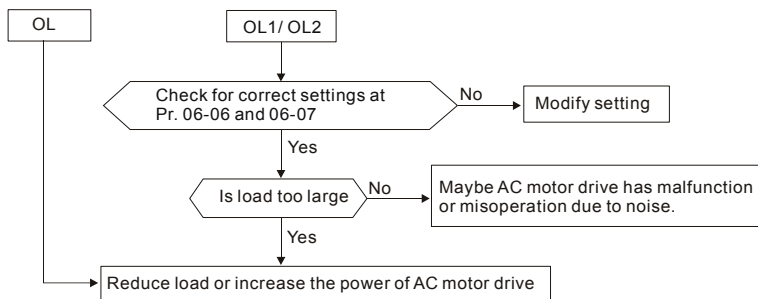 OL
OL1/ OL2
Check for correct settings at
Pr. 06-06 and 06-07
No
Modify setting
Yes
Is load too large
No
Maybe AC motor drive has malfunction
or misoperation due to noise.
Yes
Reduce load or increase the power of AC motor drive